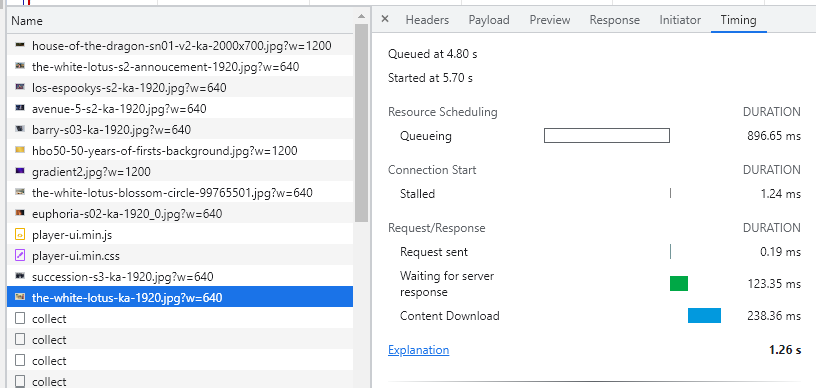 Name
house-of-the-dragon-sn01-v2-ka-2000x700.jpg?w=1200
the-white-lotus-s2-annoucement-1920.jpg?w=640
los-espookys-s2-ka-1920.jpg?w=640
avenue-5-s2-ka-1920.jpg?w=640
barry-s03-ka-1920.jpg?w=640
hbo50-50-years-of-firsts-background.jpg?w=1200
gradient2.jpg?w=1200
the-white-lotus-blossom-circle-99765501.jpg?w=640
euphoria-s02-ka-1920_0.jpg?w=640
player-ui.min.js
player-ui.min.css
succession-s3-ka-1920.jpg?w=640
the-white-lotus-ka-1920.jpg?w=640
collect
collect
collect
collect
× Headers Payload Preview Response Initiator Timing
Queued at 4.80 s
Started at 5.70 s
Resource Scheduling DURATION
Queueing 896.65 ms
Connection Start DURATION
Stalled 1.24 ms
Request/Response DURATION
Request sent 0.19 ms
Waiting for server
response 123.35 ms
Content Download 238.36 ms
Explanation 1.26 s